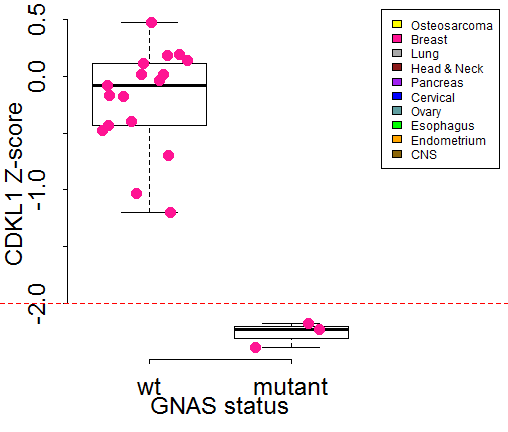 CDKL1 Z-score
0.5
0.0
-1.0
-2.0
wt
mutant
GNAS status
Osteosarcoma
Breast
Lung
Head & Neck
Pancreas
Cervical
Ovary
Esophagus
Endometrium
CNS